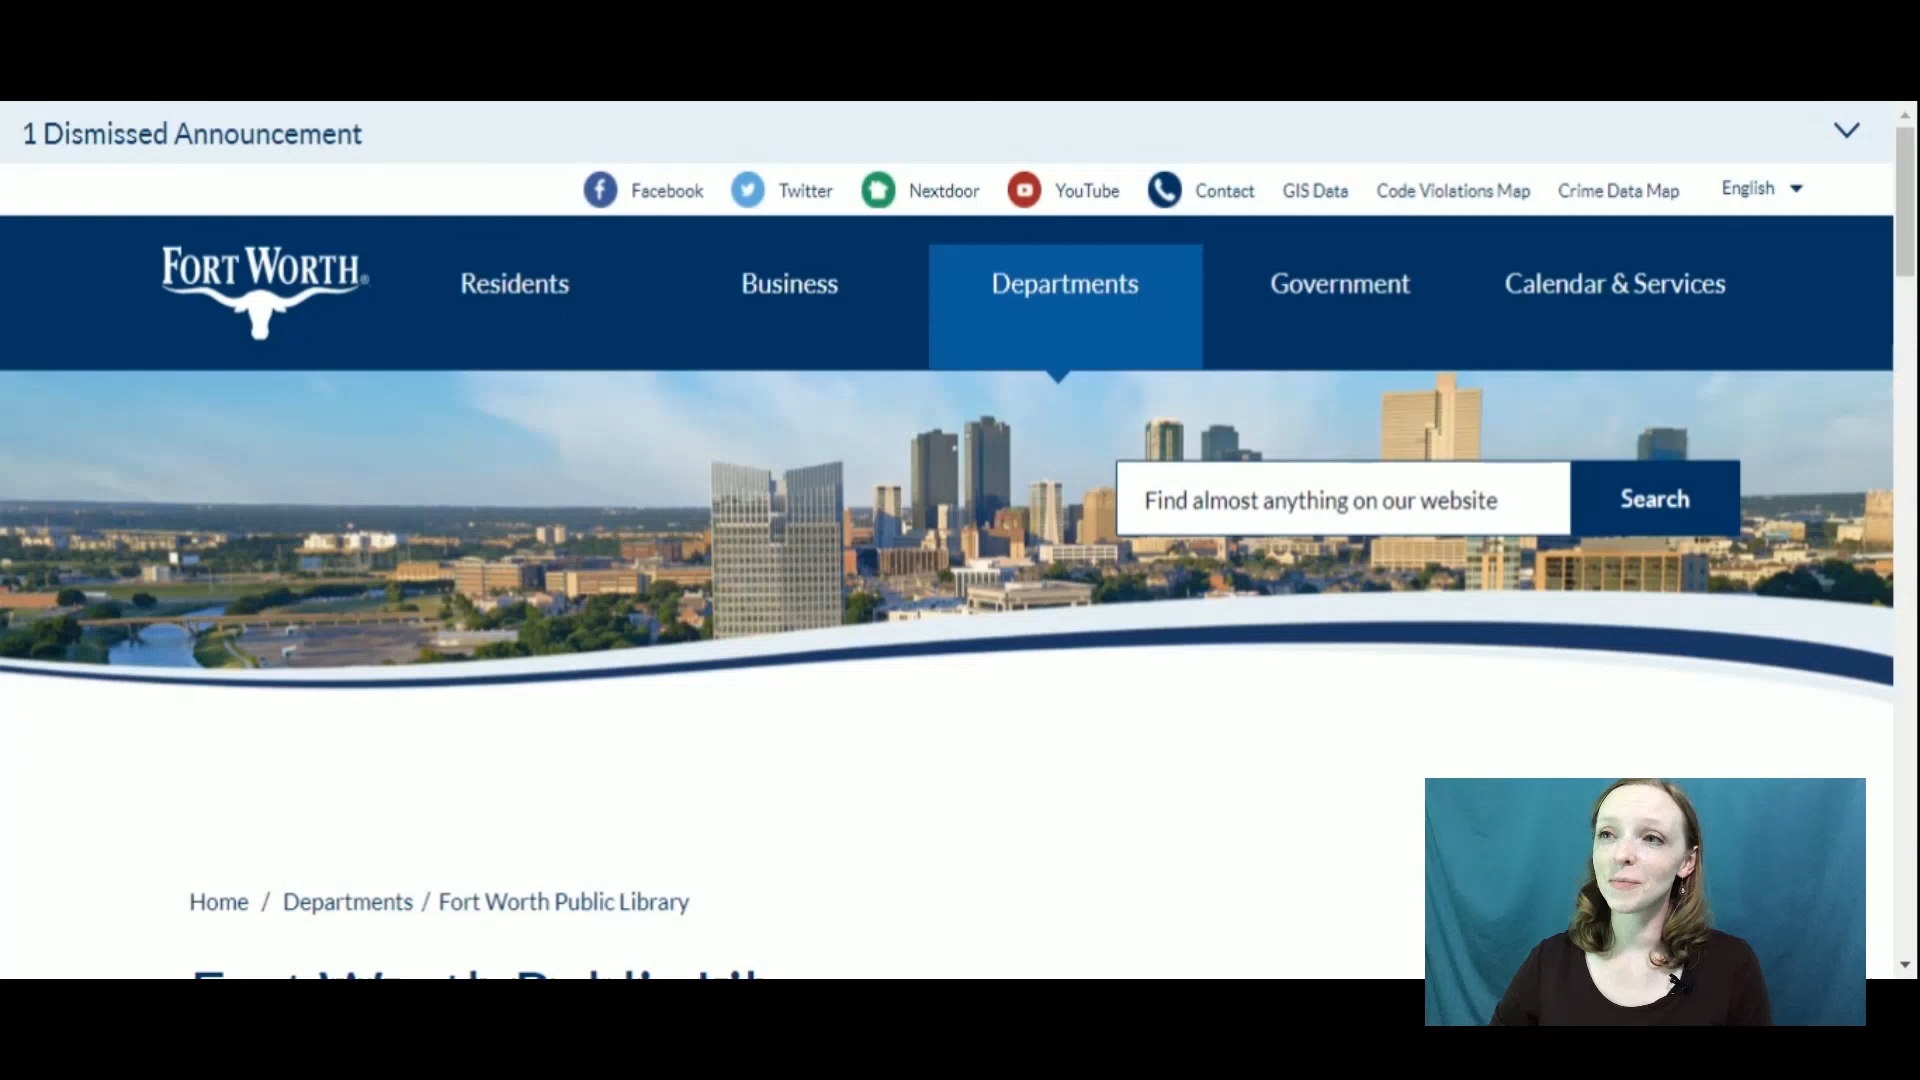 1 Dismissed Announcement
Facebook Twitter Nextdoor YouTube Contact GIS Data Code Violations Map Crime Data Map English
FORT WORTH®
Residents Business Departments Government Calendar & Services
Find almost anything on our website Search
Home / Departments / Fort Worth Public Library